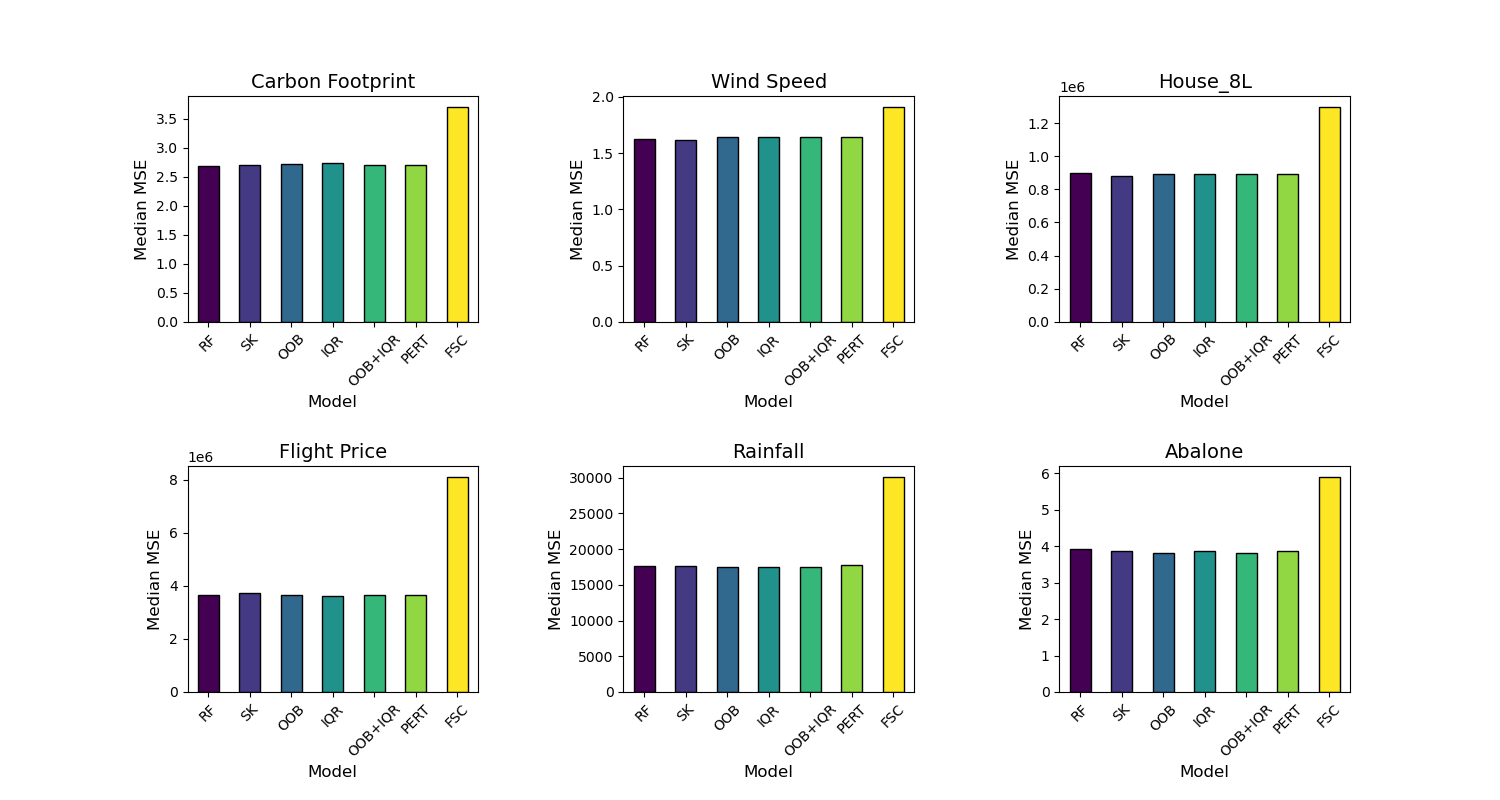 Carbon Footprint
Median MSE
3.5
3.0
2.5
2.0
1.5
1.0
0.5
0.0
RF
SK
OOB
IQR
OOB+IQR
PERT
FSC
Model
Wind Speed
Median MSE
2.0
1.5
1.0
0.5
0.0
RF
SK
OOB
IQR
OOB+IQR
PERT
FSC
Model
House_8L
1e6
Median MSE
1.2
1.0
0.8
0.6
0.4
0.2
0.0
RF
SK
OOB
IQR
OOB+IQR
PERT
FSC
Model
Flight Price
1e6
Median MSE
8
6
4
2
0
RF
SK
OOB
IQR
OOB+IQR
PERT
FSC
Model
Rainfall
Median MSE
30000
25000
20000
15000
10000
5000
0
RF
SK
OOB
IQR
OOB+IQR
PERT
FSC
Model
Abalone
Median MSE
6
5
4
3
2
1
0
RF
SK
OOB
IQR
OOB+IQR
PERT
FSC
Model